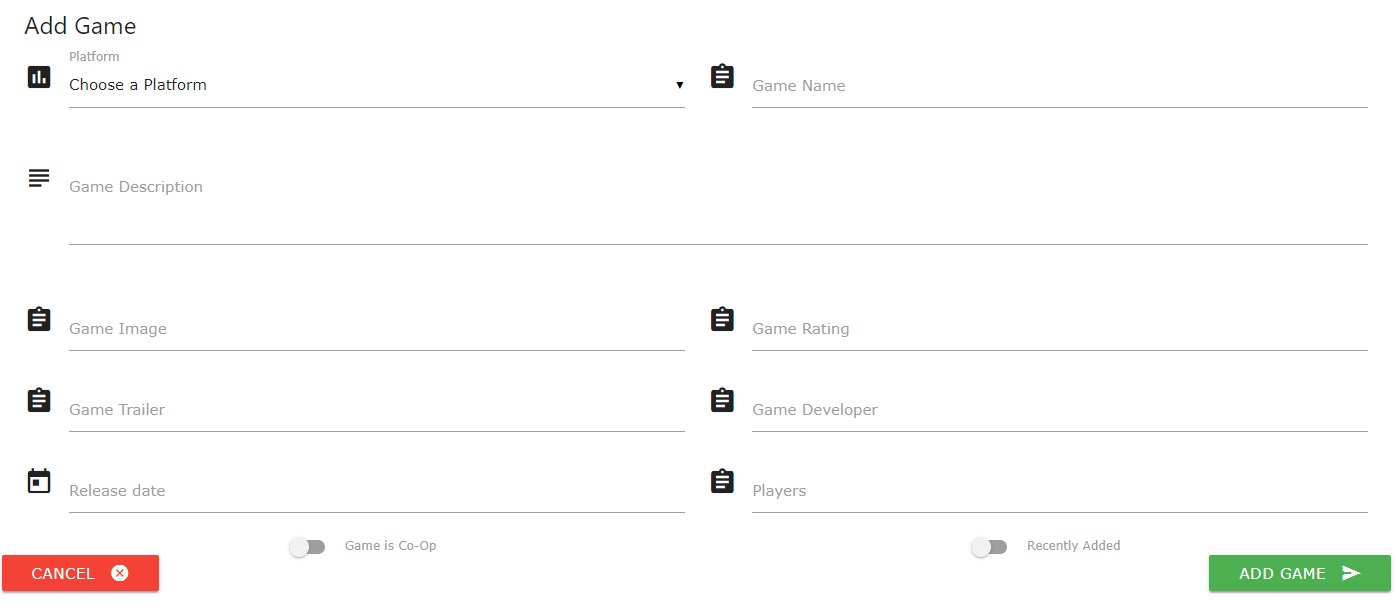 Add Game
Platform
Choose a Platform
Game Name
Game Description
Game Image
Game Rating
Game Trailer
Game Developer
Release date
Players
Game is Co-Op
Recently Added
CANCEL
ADD GAME